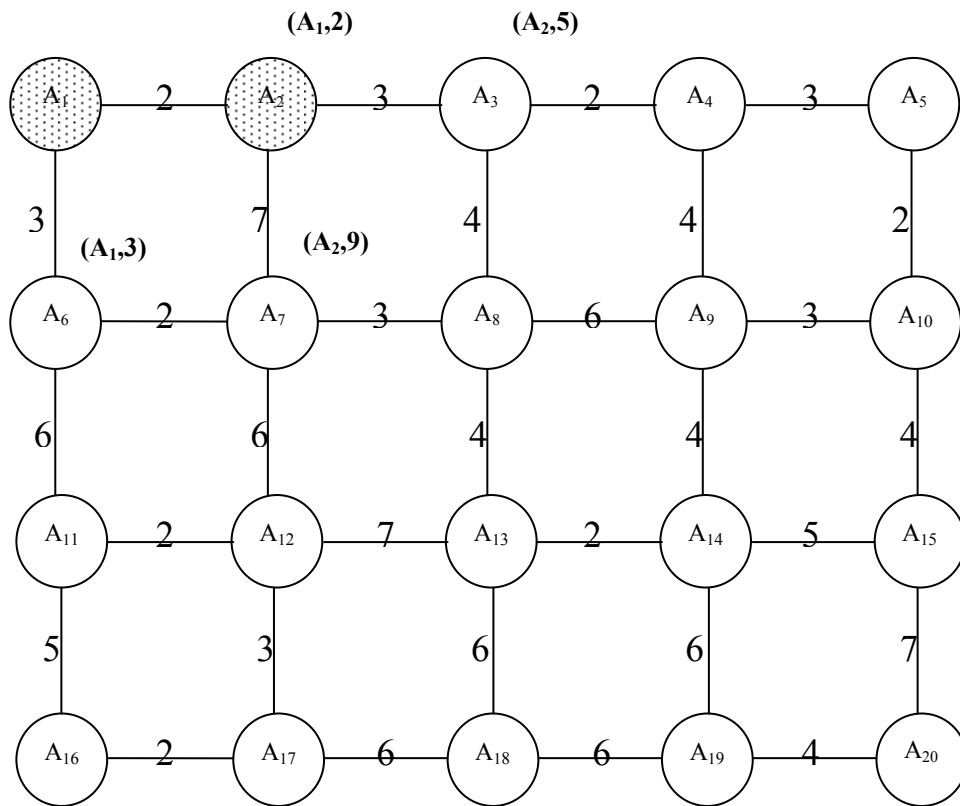 (A₁,2) (A₂,5)
A₁ 2 A₂ 3 A₃ 2 A₄ 3 A₅
3 7 4 4 2
(A₁,3) (A₂,9)
A₆ 2 A₇ 3 A₈ 6 A₉ 3 A₁₀
6 6 4 4 4
A₁₁ 2 A₁₂ 7 A₁₃ 2 A₁₄ 5 A₁₅
5 3 6 6 7
A₁₆ 2 A₁₇ 6 A₁₈ 6 A₁₉ 4 A₂₀